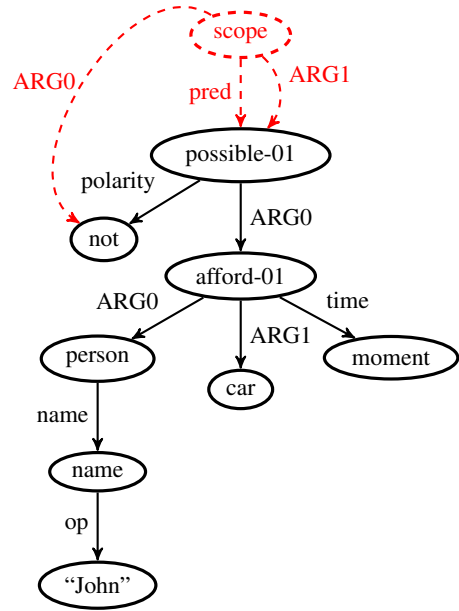 scope
ARG0
pred
ARG1
possible-01
polarity
not
ARG0
afford-01
ARG0
ARG1
time
person
car
moment
name
name
op
“John”